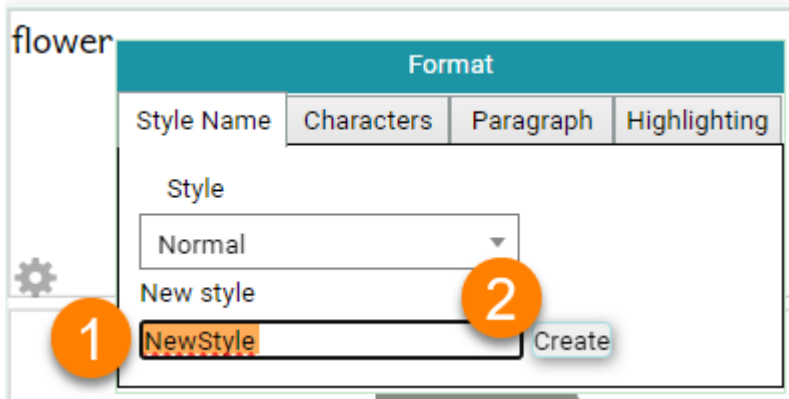 flower
Format
Style Name Characters Paragraph Highlighting
Style
Normal
New style
2
1
NewStyle Create